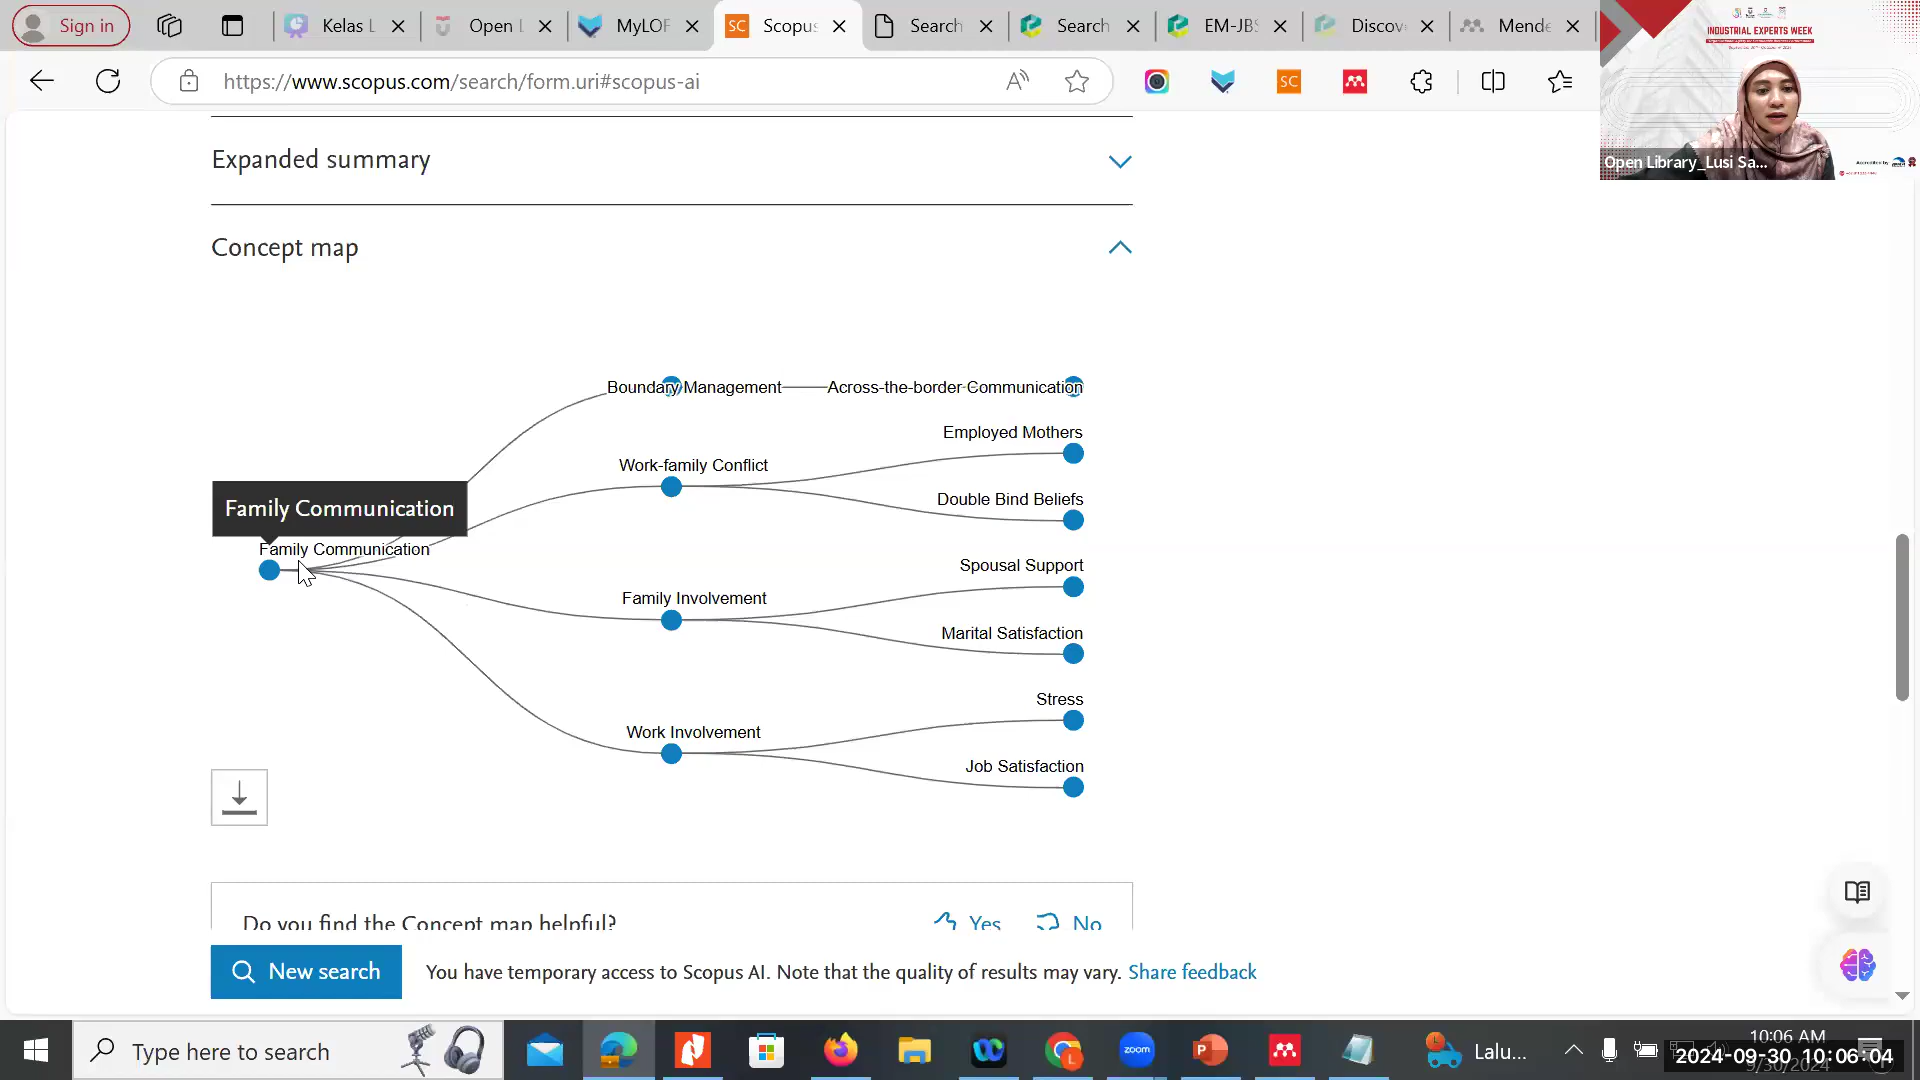 Sign in
Kelas L
Open L
MyLOF
Scopus
Search
Search
EM-JBS
Discov
Mende
https://www.scopus.com/search/form.uri#scopus-ai
INDUSTRIAL EXPERTS WEEK
Open Library_Lusi Sa...
Expanded summary
Concept map
Boundary Management
Across-the-border Communication
Employed Mothers
Work-family Conflict
Double Bind Beliefs
Family Communication
Family Communication
Spousal Support
Family Involvement
Marital Satisfaction
Stress
Work Involvement
Job Satisfaction
Do you find the Concept map helpful?
Yes
No
New search
You have temporary access to Scopus AI. Note that the quality of results may vary. Share feedback
Type here to search
zoom
Lalu...
10:06 AM
2024-09-30 10:06:04
9/30/2024